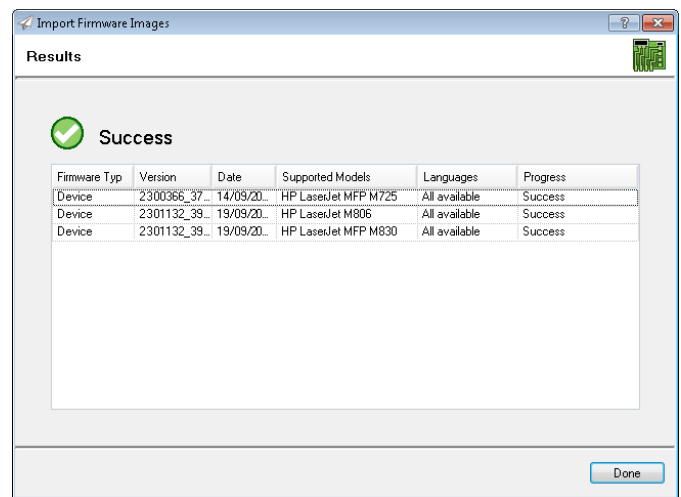 Import Firmware Images
Results
Success
Firmware Typ Version Date Supported Models Languages Progress
Device 2300366_37... 14/09/20... HP LaserJet MFP M725 All available Success
Device 2301132_39... 19/09/20... HP LaserJet M806 All available Success
Device 2301132_39... 19/09/20... HP LaserJet MFP M830 All available Success
Done